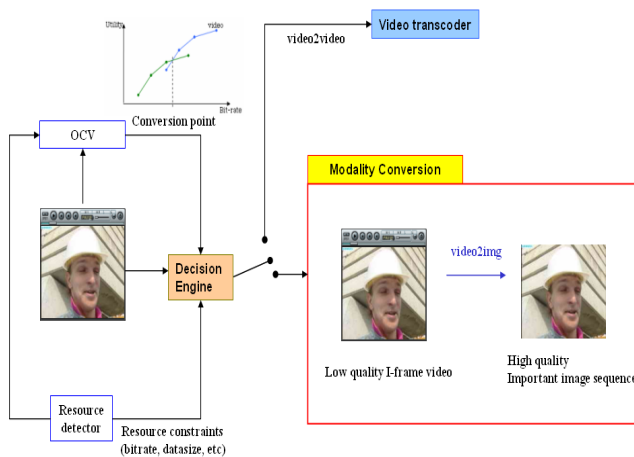 Utility
video
Bit-rate
Conversion point
video2video
Video transcoder
OCV
Modality Conversion
Decision
Engine
video2img
Low quality I-frame video
High quality
Important image sequence
Resource
detector
Resource constraints
(bitrate, datasize, etc)